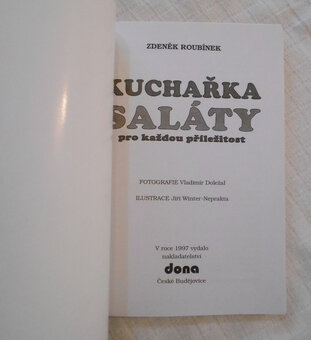 ZDENĚK ROUBÍNEK
KUCHAŘKA
SALÁTY
pro každou příležitost
FOTOGRAFIE Vladimír Doležal
ILUSTRACE Jiří Winter-Neprakta
V roce 1997 vydalo
nakladatelství
dona
České Budějovice